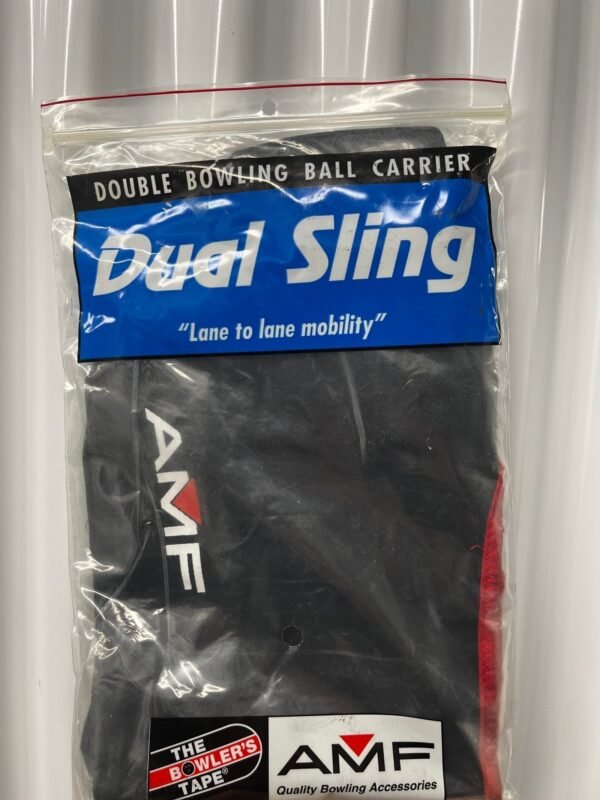 DOUBLE BOWLING BALL CARRIER
Dual Sling
"Lane to lane mobility"
AMF
THE
BOWLER'S
TAPE®
AMF
Quality Bowling Accessories